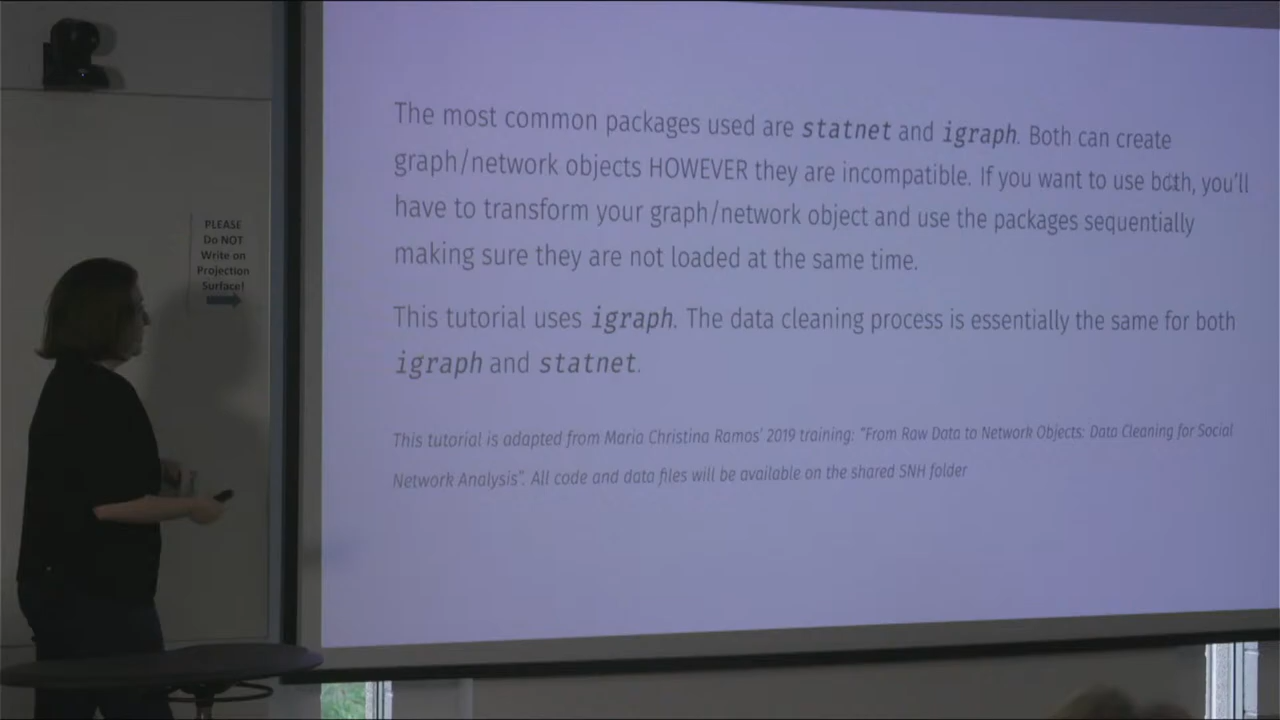 PLEASE
Do NOT
Write on
Projection
Surface!
The most common packages used are statnet and igraph. Both can create
graph/network objects HOWEVER they are incompatible. If you want to use both, you'll
have to transform your graph/network object and use the packages sequentially
making sure they are not loaded at the same time.
This tutorial uses igraph. The data cleaning process is essentially the same for both
igraph and statnet.
This tutorial is adapted from Maria Christina Ramos' 2019 training: "From Raw Data to Network Objects: Data Cleaning for Social
Network Analysis". All code and data files will be available on the shared SNH folder